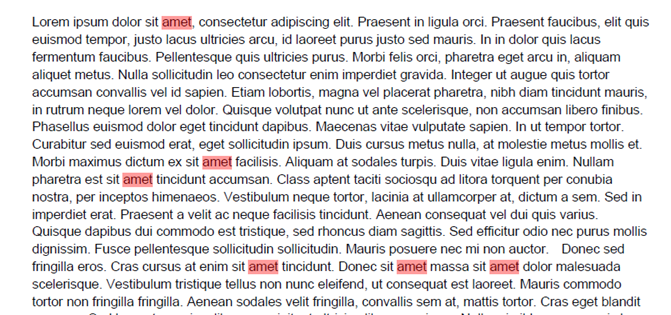 Lorem ipsum dolor sit amet, consectetur adipiscing elit. Praesent in ligula orci. Praesent faucibus, elit quis
euismod tempor, justo lacus ultricies arcu, id laoreet purus justo sed mauris. In in dolor quis lacus
fermentum faucibus. Pellentesque quis ultricies purus. Morbi felis orci, pharetra eget arcu in, aliquam
aliquet metus. Nulla sollicitudin leo consectetur enim imperdiet gravida. Integer ut augue quis tortor
accumsan convallis vel id sapien. Etiam lobortis, magna vel placerat pharetra, nibh diam tincidunt mauris,
in rutrum neque lorem vel dolor. Quisque volutpat nunc ut ante scelerisque, non accumsan libero finibus.
Phasellus euismod dolor eget tincidunt dapibus. Maecenas vitae vulputate sapien. In ut tempor tortor.
Curabitur sed euismod erat, eget sollicitudin ipsum. Duis cursus metus nulla, at molestie metus mollis et.
Morbi maximus dictum ex sit amet facilisis. Aliquam at sodales turpis. Duis vitae ligula enim. Nullam
pharetra est sit amet tincidunt accumsan. Class aptent taciti sociosqu ad litora torquent per conubia
nostra, per inceptos himenaeos. Vestibulum neque tortor, lacinia at ullamcorper at, dictum a sem. Sed in
imperdiet erat. Praesent a velit ac neque facilisis tincidunt. Aenean consequat vel dui quis varius.
Quisque dapibus dui commodo est tristique, sed rhoncus diam sagittis. Sed efficitur odio nec purus mollis
dignissim. Fusce pellentesque sollicitudin sollicitudin. Mauris posuere nec mi non auctor. Donec sed
fringilla eros. Cras cursus at enim sit amet tincidunt. Donec sit amet massa sit amet dolor malesuada
scelerisque. Vestibulum tristique tellus non nunc eleifend, ut consequat est laoreet. Mauris commodo
tortor non fringilla fringilla. Aenean sodales velit fringilla, convallis sem at, mattis tortor. Cras eget blandit